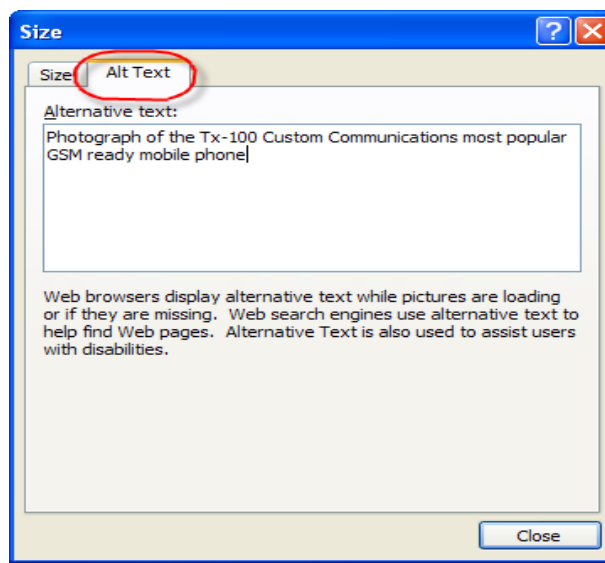 Size
Size
Alt Text
Alternative text:
Photograph of the Tx-100 Custom Communications most popular
GSM ready mobile phone
Web browsers display alternative text while pictures are loading
or if they are missing.  Web search engines use alternative text to
help find Web pages.  Alternative Text is also used to assist users
with disabilities.
Close